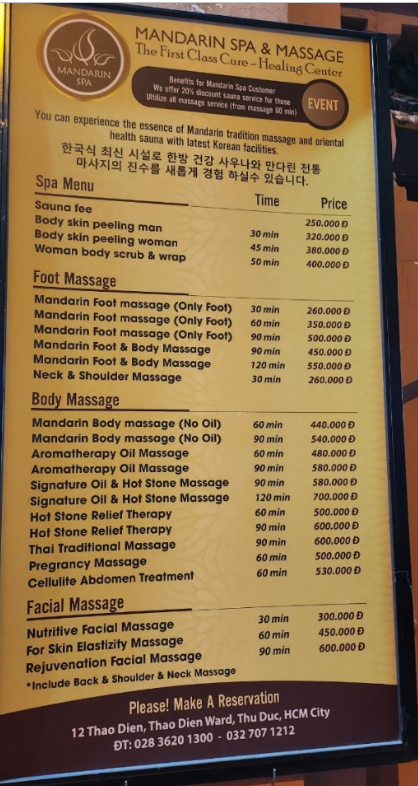 MANDARIN SPA
MANDARIN SPA & MASSAGE
The First Class Cure - Healing Center
Benefits for Mandarin Spa Customer
We offer 20% discount sauna service for those
Ultilize all massage service (from massage 60 min)
EVENT
You can experience the essence of Mandarin tradition massage and oriental
health sauna with latest Korean facilities.
한국식 최신 시설로 한방 건강 사우나와 만다린 전통
마사지의 진수를 새롭게 경험 하실수 있습니다.
Spa Menu Time Price
Sauna fee 250.000 Đ
Body skin peeling man 30 min 320.000 Đ
Body skin peeling woman 45 min 380.000 Đ
Woman body scrub & wrap 50 min 400.000 Đ
Foot Massage
Mandarin Foot massage (Only Foot) 30 min 260.000 Đ
Mandarin Foot massage (Only Foot) 60 min 350.000 Đ
Mandarin Foot massage (Only Foot) 90 min 500.000 Đ
Mandarin Foot & Body Massage 90 min 450.000 Đ
Mandarin Foot & Body Massage 120 min 550.000 Đ
Neck & Shoulder Massage 30 min 260.000 Đ
Body Massage
Mandarin Body massage (No Oil) 60 min 440.000 Đ
Mandarin Body massage (No Oil) 90 min 540.000 Đ
Aromatherapy Oil Massage 60 min 480.000 Đ
Aromatherapy Oil Massage 90 min 580.000 Đ
Signature Oil & Hot Stone Massage 90 min 580.000 Đ
Signature Oil & Hot Stone Massage 120 min 700.000 Đ
Hot Stone Relief Therapy 60 min 500.000 Đ
Hot Stone Relief Therapy 90 min 600.000 Đ
Thai Traditional Massage 90 min 600.000 Đ
Pregrancy Massage 60 min 500.000 Đ
Cellulite Abdomen Treatment 60 min 530.000 Đ
Facial Massage
Nutritive Facial Massage 30 min 300.000 Đ
For Skin Elastizity Massage 60 min 450.000 Đ
Rejuvenation Facial Massage 90 min 600.000 Đ
*Include Back & Shoulder & Neck Massage
Please! Make A Reservation
12 Thao Dien, Thao Dien Ward, Thu Duc, HCM City
ĐT: 028 3620 1300 - 032 707 1212